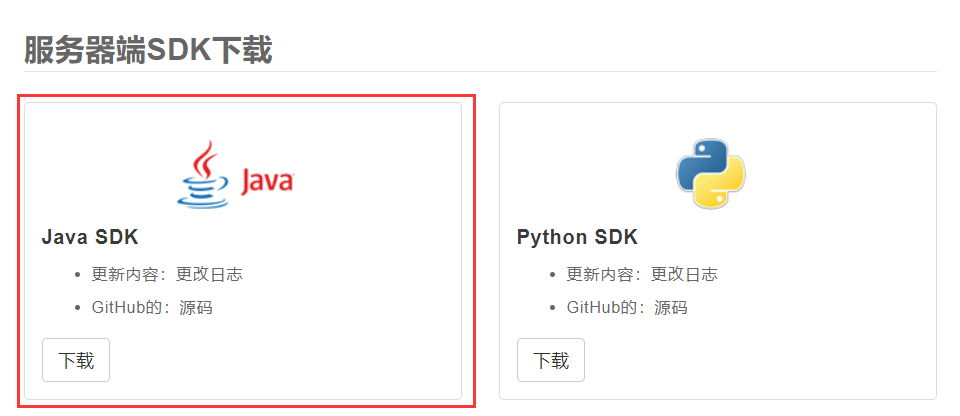 服务器端SDK下载
Java
Java SDK
更新内容：更改日志
GitHub的：源码
下载
Python SDK
更新内容：更改日志
GitHub的：源码
下载